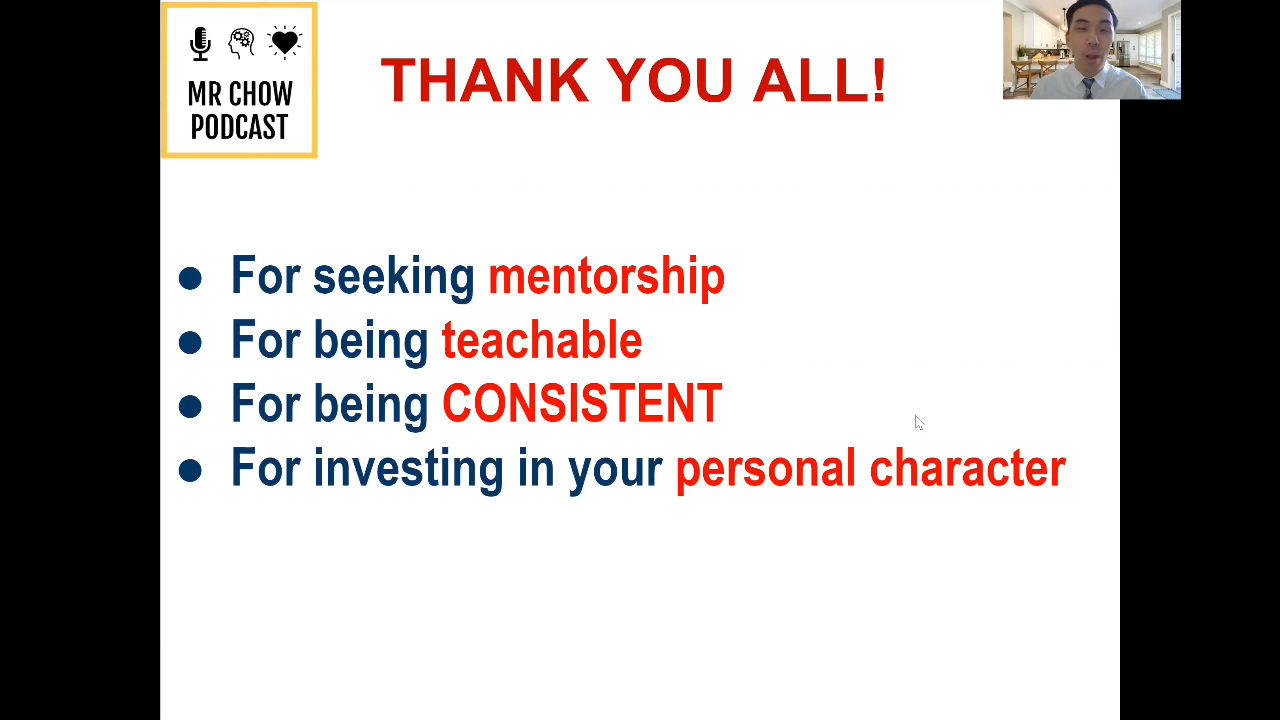 MR CHOW
PODCAST
THANK YOU ALL!
● For seeking mentorship
● For being teachable
● For being CONSISTENT
● For investing in your personal character